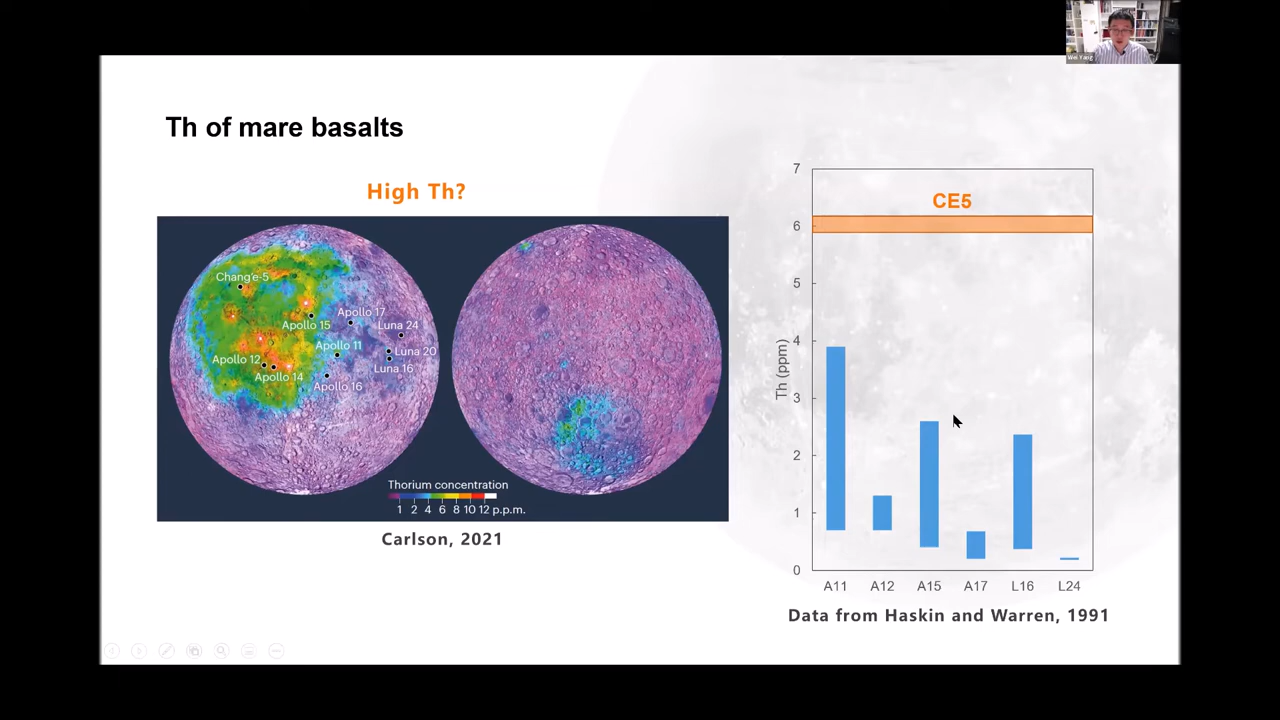 Wei Yang
Th of mare basalts
High Th?
Chang'e-5
Apollo 17
Apollo 15
Luna 24
Apollo 11
Luna 20
Apollo 12
Luna 16
Apollo 14
Apollo 16
Thorium concentration
1 2 4 6 8 10 12 p.p.m.
Carlson, 2021
CE5
Th (ppm)
7
6
5
4
3
2
1
0
A11 A12 A15 A17 L16 L24
Data from Haskin and Warren, 1991